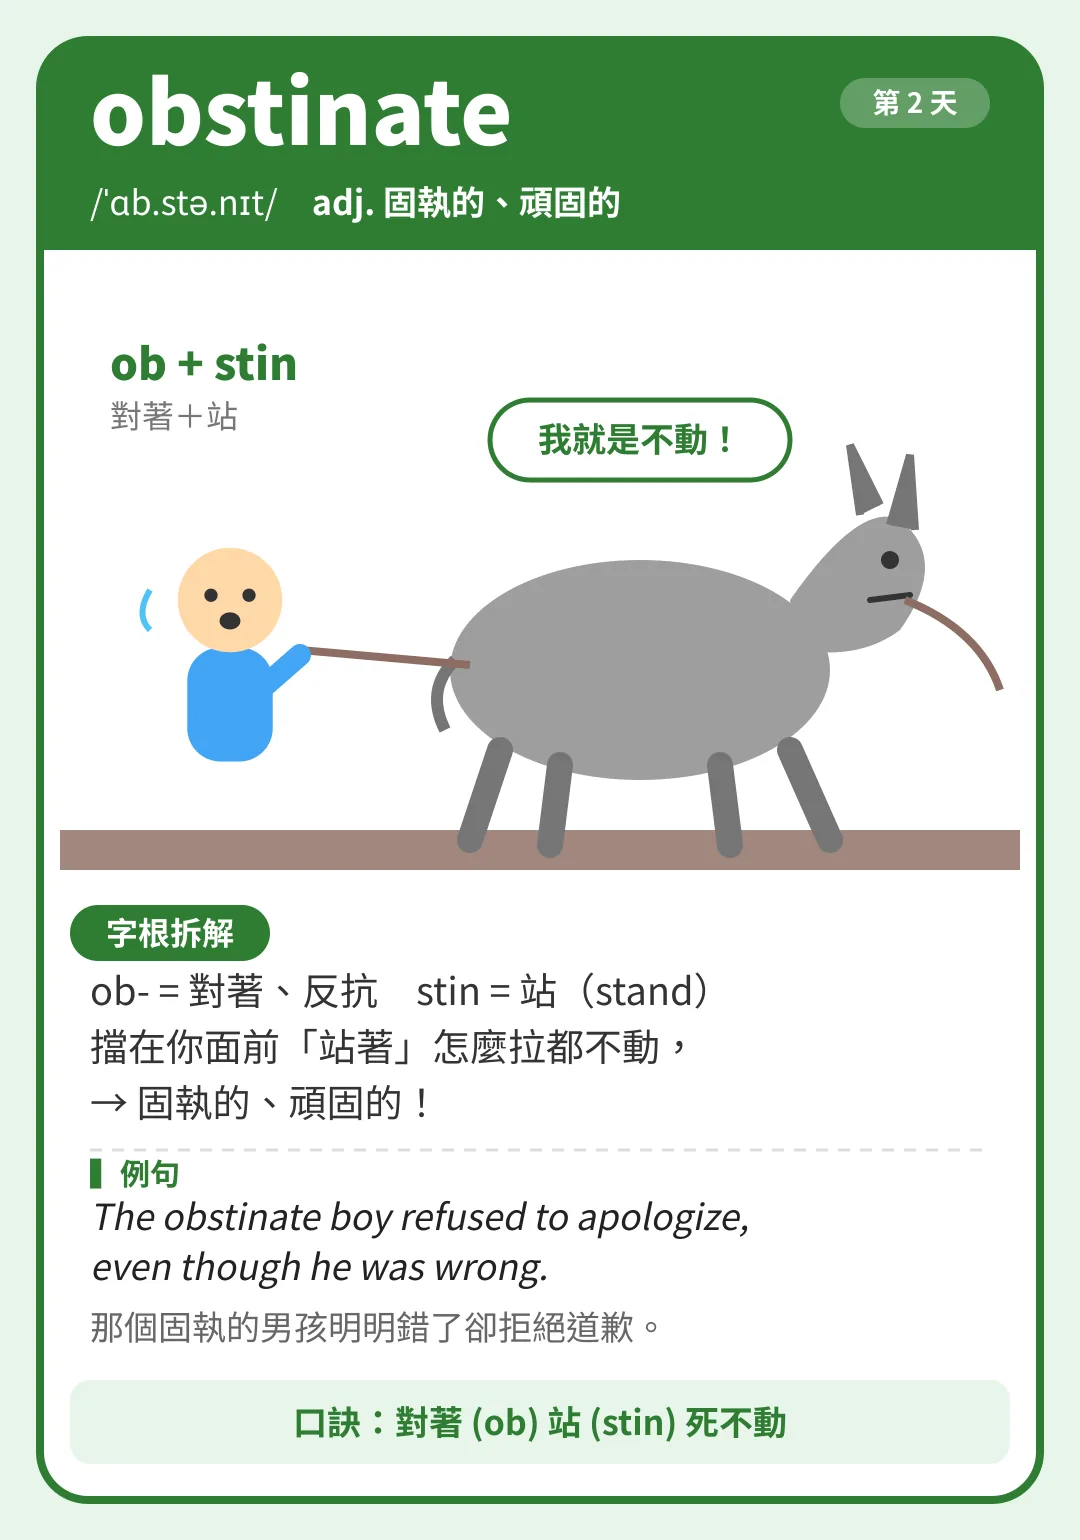 obstinate
第 2 天
/ˈɑb.stə.nɪt/ adj. 固執的、頑固的
ob + stin
對著＋站
我就是不動！
字根拆解
ob- = 對著、反抗 stin = 站（stand）
擋在你面前「站著」怎麼拉都不動，
→ 固執的、頑固的！
例句
The obstinate boy refused to apologize,
even though he was wrong.
那個固執的男孩明明錯了卻拒絕道歉。
口訣：對著 (ob) 站 (stin) 死不動